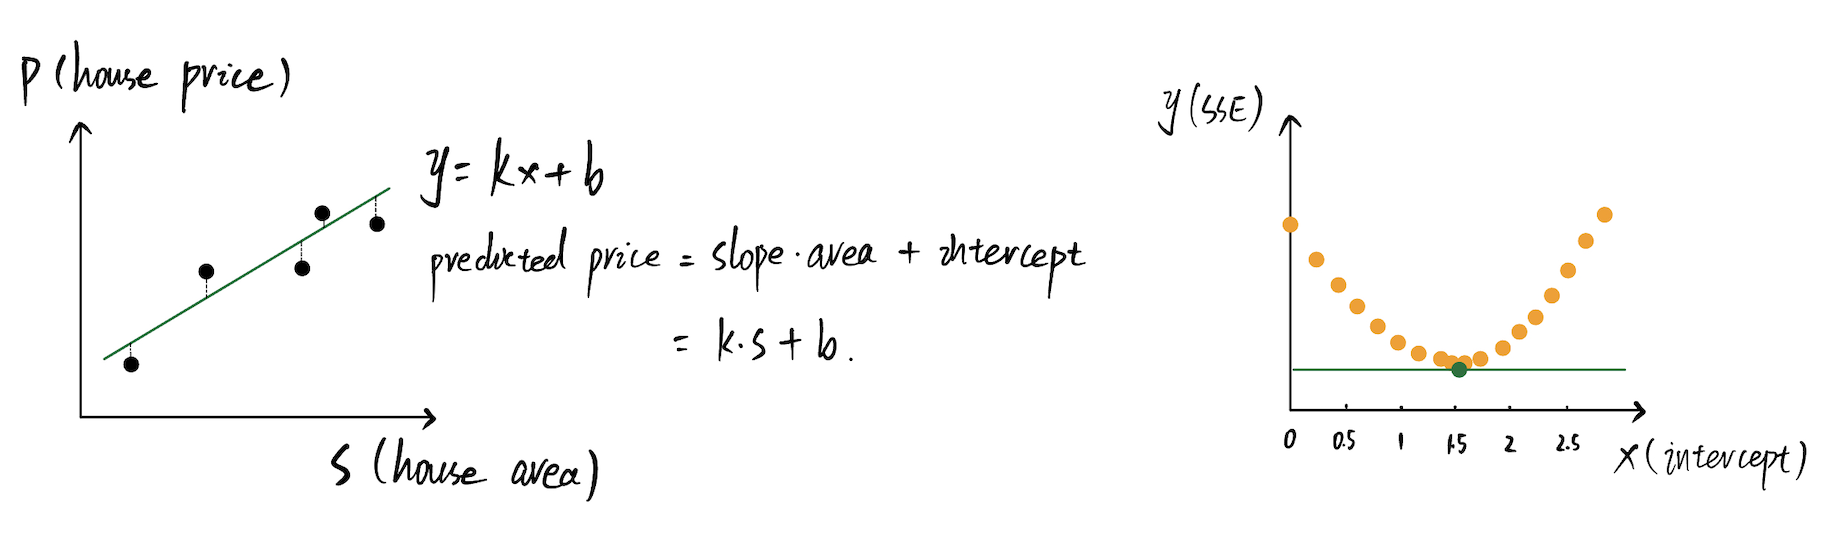 P (house price)
y = kx + b
predicted price = slope · area + intercept
= k·s + b.
S (house area)
y (SSE)
0 0.5 1 1.5 2 2.5
x (intercept)